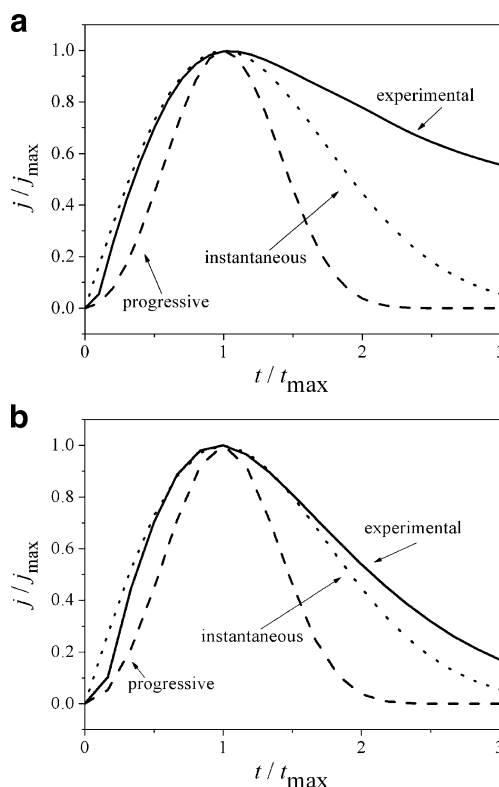 a
j / jmax
1.0
0.8
0.6
0.4
0.2
0.0
experimental
instantaneous
progressive
0 1 2 3
t / tmax
b
j / jmax
1.0
0.8
0.6
0.4
0.2
0.0
experimental
instantaneous
progressive
0 1 2 3
t / tmax